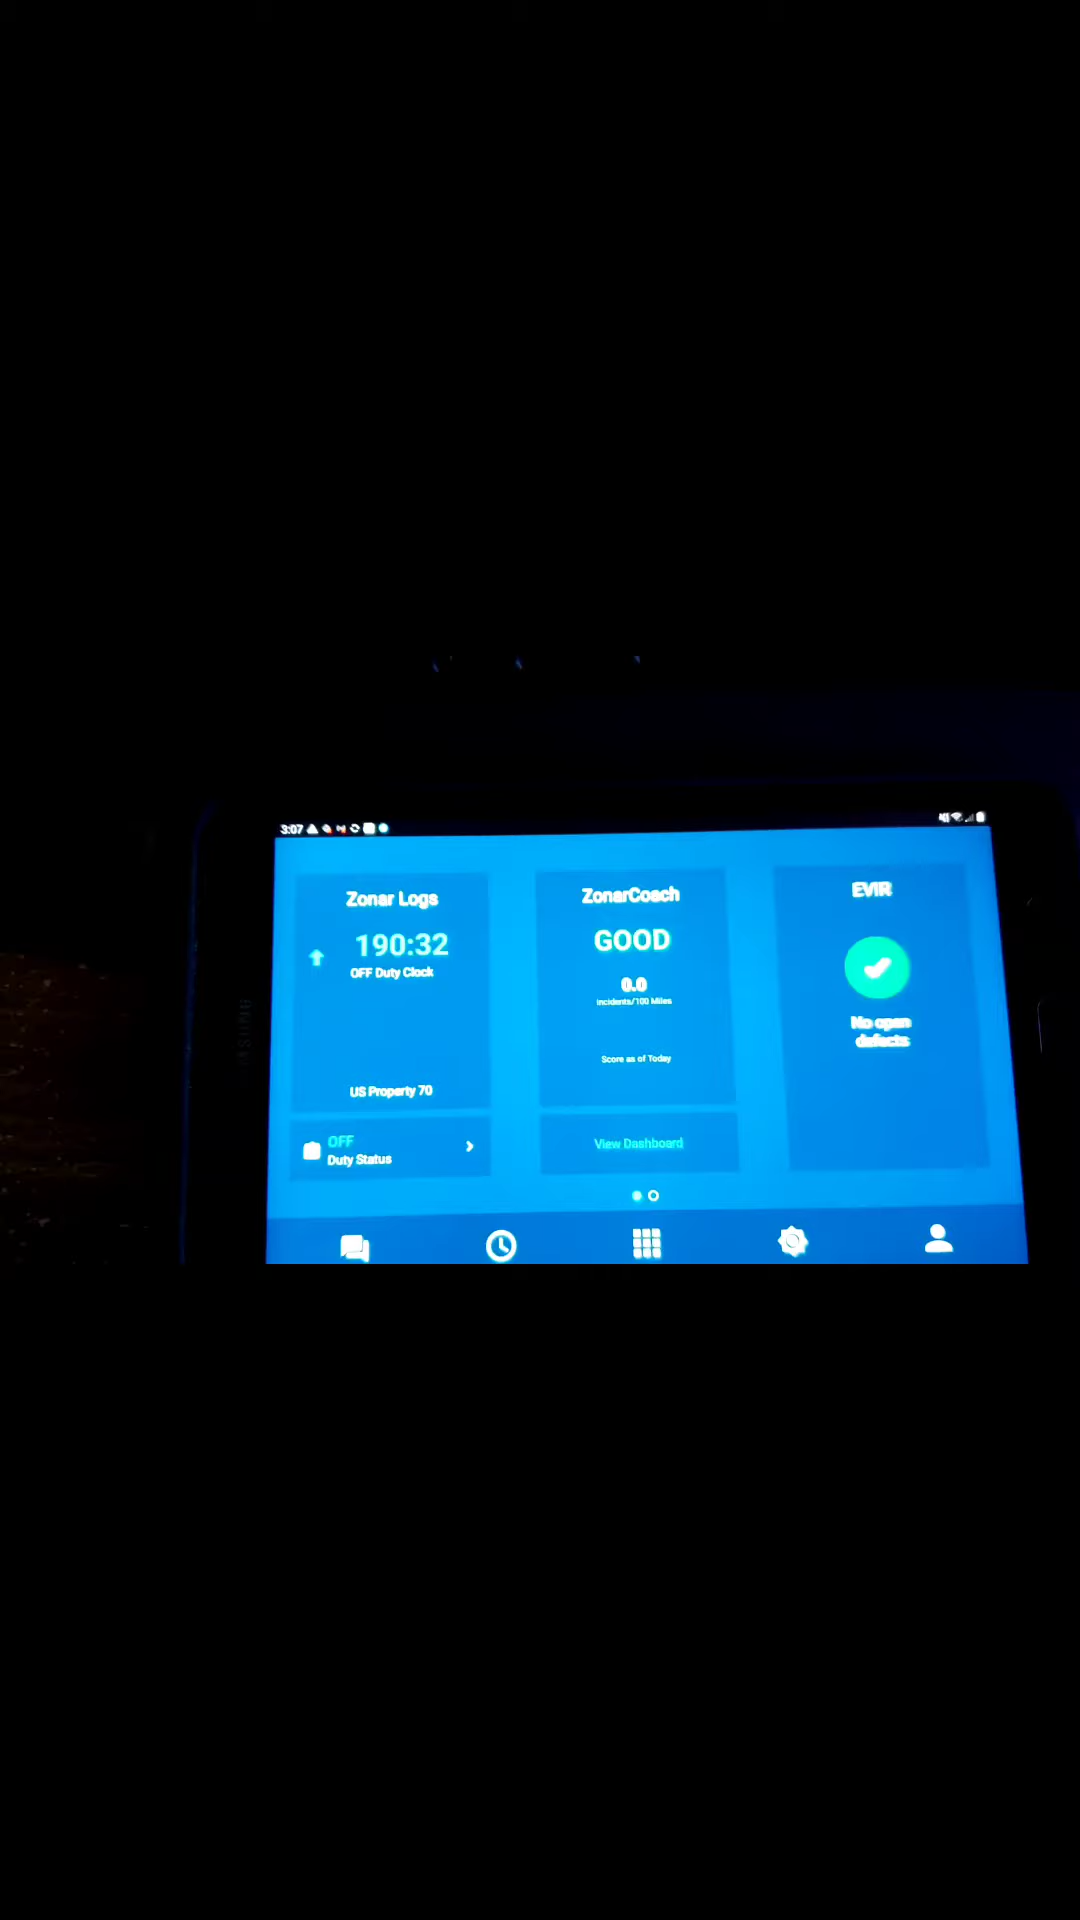 3:07
Zonar Logs
190:32
OFF Duty Clock
US Property 70
OFF
Duty Status
ZonarCoach
GOOD
0.0
Incidents/100 Miles
Score as of Today
View Dashboard
EVIR
No open
defects
SAMSUNG